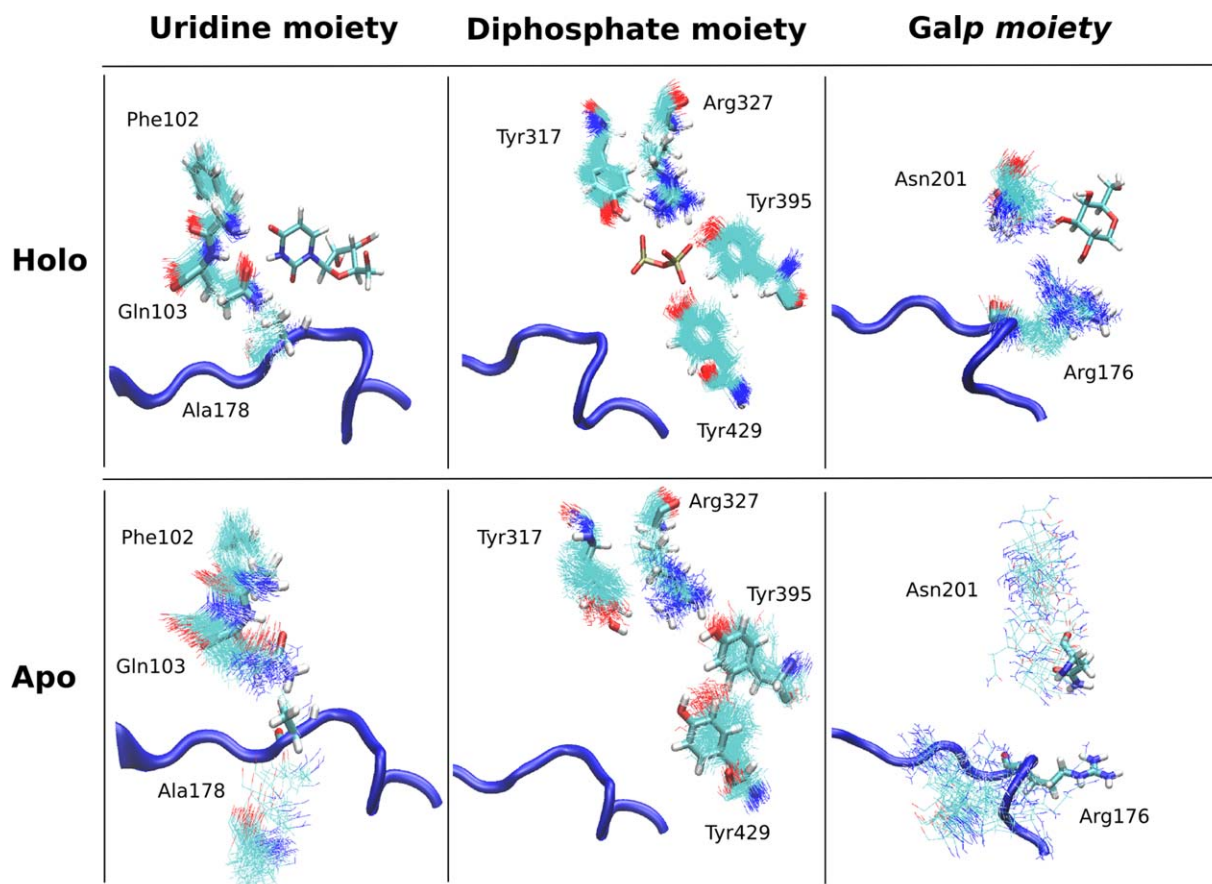 Uridine moiety
Diphosphate moiety
Galp moiety
Holo
Phe102
Gln103
Ala178
Tyr317
Arg327
Tyr395
Tyr429
Asn201
Arg176
Apo
Phe102
Gln103
Ala178
Tyr317
Arg327
Tyr395
Tyr429
Asn201
Arg176